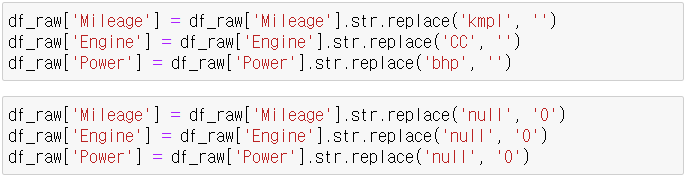 df_raw['Mileage'] = df_raw['Mileage'].str.replace('kmpl', '')
df_raw['Engine'] = df_raw['Engine'].str.replace('CC', '')
df_raw['Power'] = df_raw['Power'].str.replace('bhp', '')
df_raw['Mileage'] = df_raw['Mileage'].str.replace('null', '0')
df_raw['Engine'] = df_raw['Engine'].str.replace('null', '0')
df_raw['Power'] = df_raw['Power'].str.replace('null', '0')